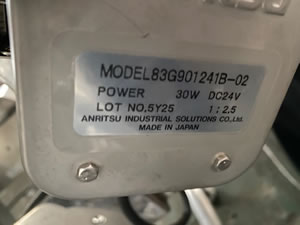 MODEL83G901241B-02
POWER 30W DC24V
LOT NO.5Y25 1:2.5
ANRITSU INDUSTRIAL SOLUTIONS CO.,Ltd.
MADE IN JAPAN